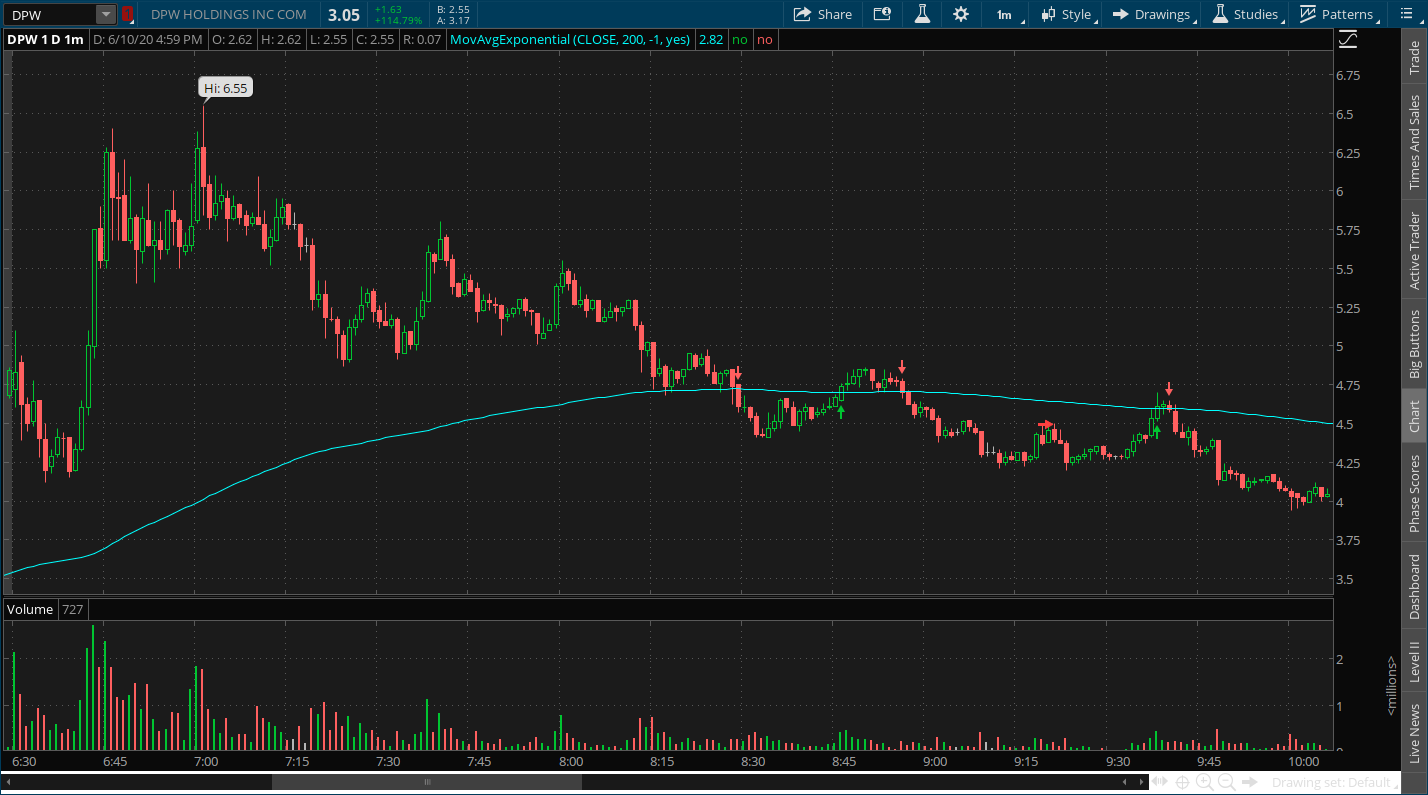 DPW 1 DPW HOLDINGS INC COM 3.05 +1.63 B: 2.55 Share 1m Style Drawings Studies Patterns
+114.79% A: 3.17
DPW 1 D 1m D: 6/10/20 4:59 PM O: 2.62 H: 2.62 L: 2.55 C: 2.55 R: 0.07 MovAvgExponential (CLOSE, 200, -1, yes) 2.82 no no
Hi: 6.55
6.75
6.5
6.25
6
5.75
5.5
5.25
5
4.75
4.5
4.25
4
3.75
3.5
Volume 727
2
1
0
<millions>
6:30 6:45 7:00 7:15 7:30 7:45 8:00 8:15 8:30 8:45 9:00 9:15 9:30 9:45 10:00
Drawing set: Default
Trade
Times And Sales
Active Trader
Big Buttons
Chart
Phase Scores
Dashboard
Level II
Live News